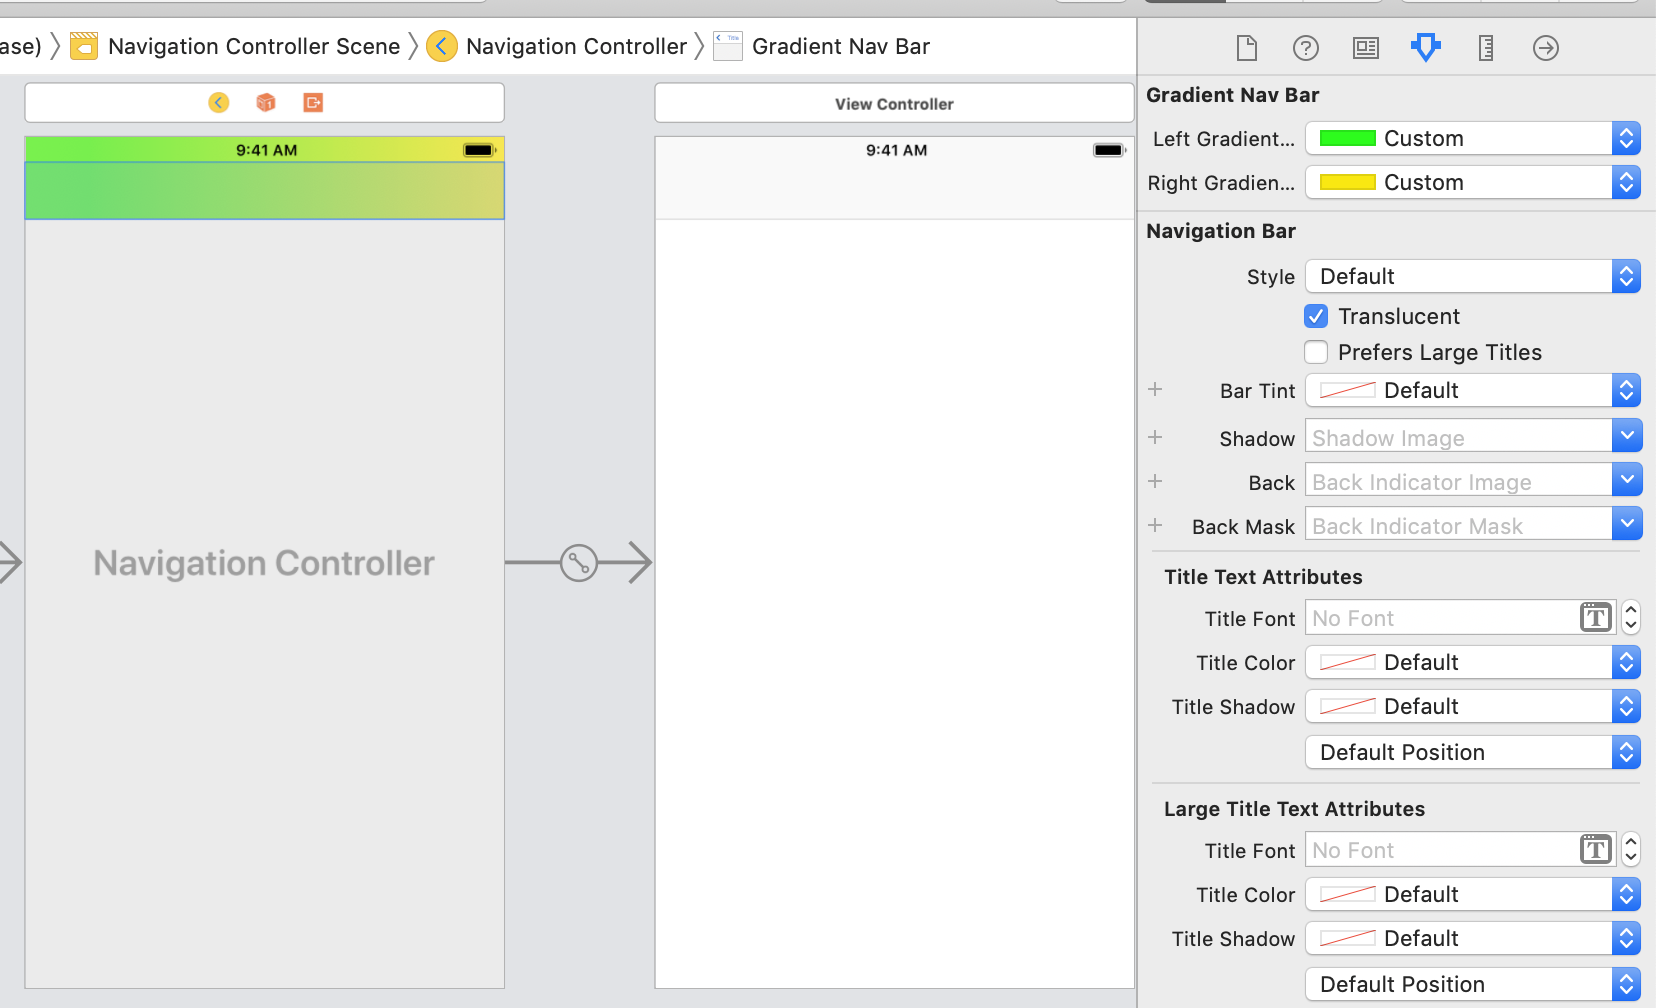 ase) Navigation Controller Scene Navigation Controller Gradient Nav Bar
View Controller
9:41 AM
9:41 AM
Navigation Controller
Gradient Nav Bar
Left Gradient... Custom
Right Gradien... Custom
Navigation Bar
Style Default
Translucent
Prefers Large Titles
Bar Tint Default
Shadow Shadow Image
Back Back Indicator Image
Back Mask Back Indicator Mask
Title Text Attributes
Title Font No Font T
Title Color Default
Title Shadow Default
Default Position
Large Title Text Attributes
Title Font No Font T
Title Color Default
Title Shadow Default
Default Position